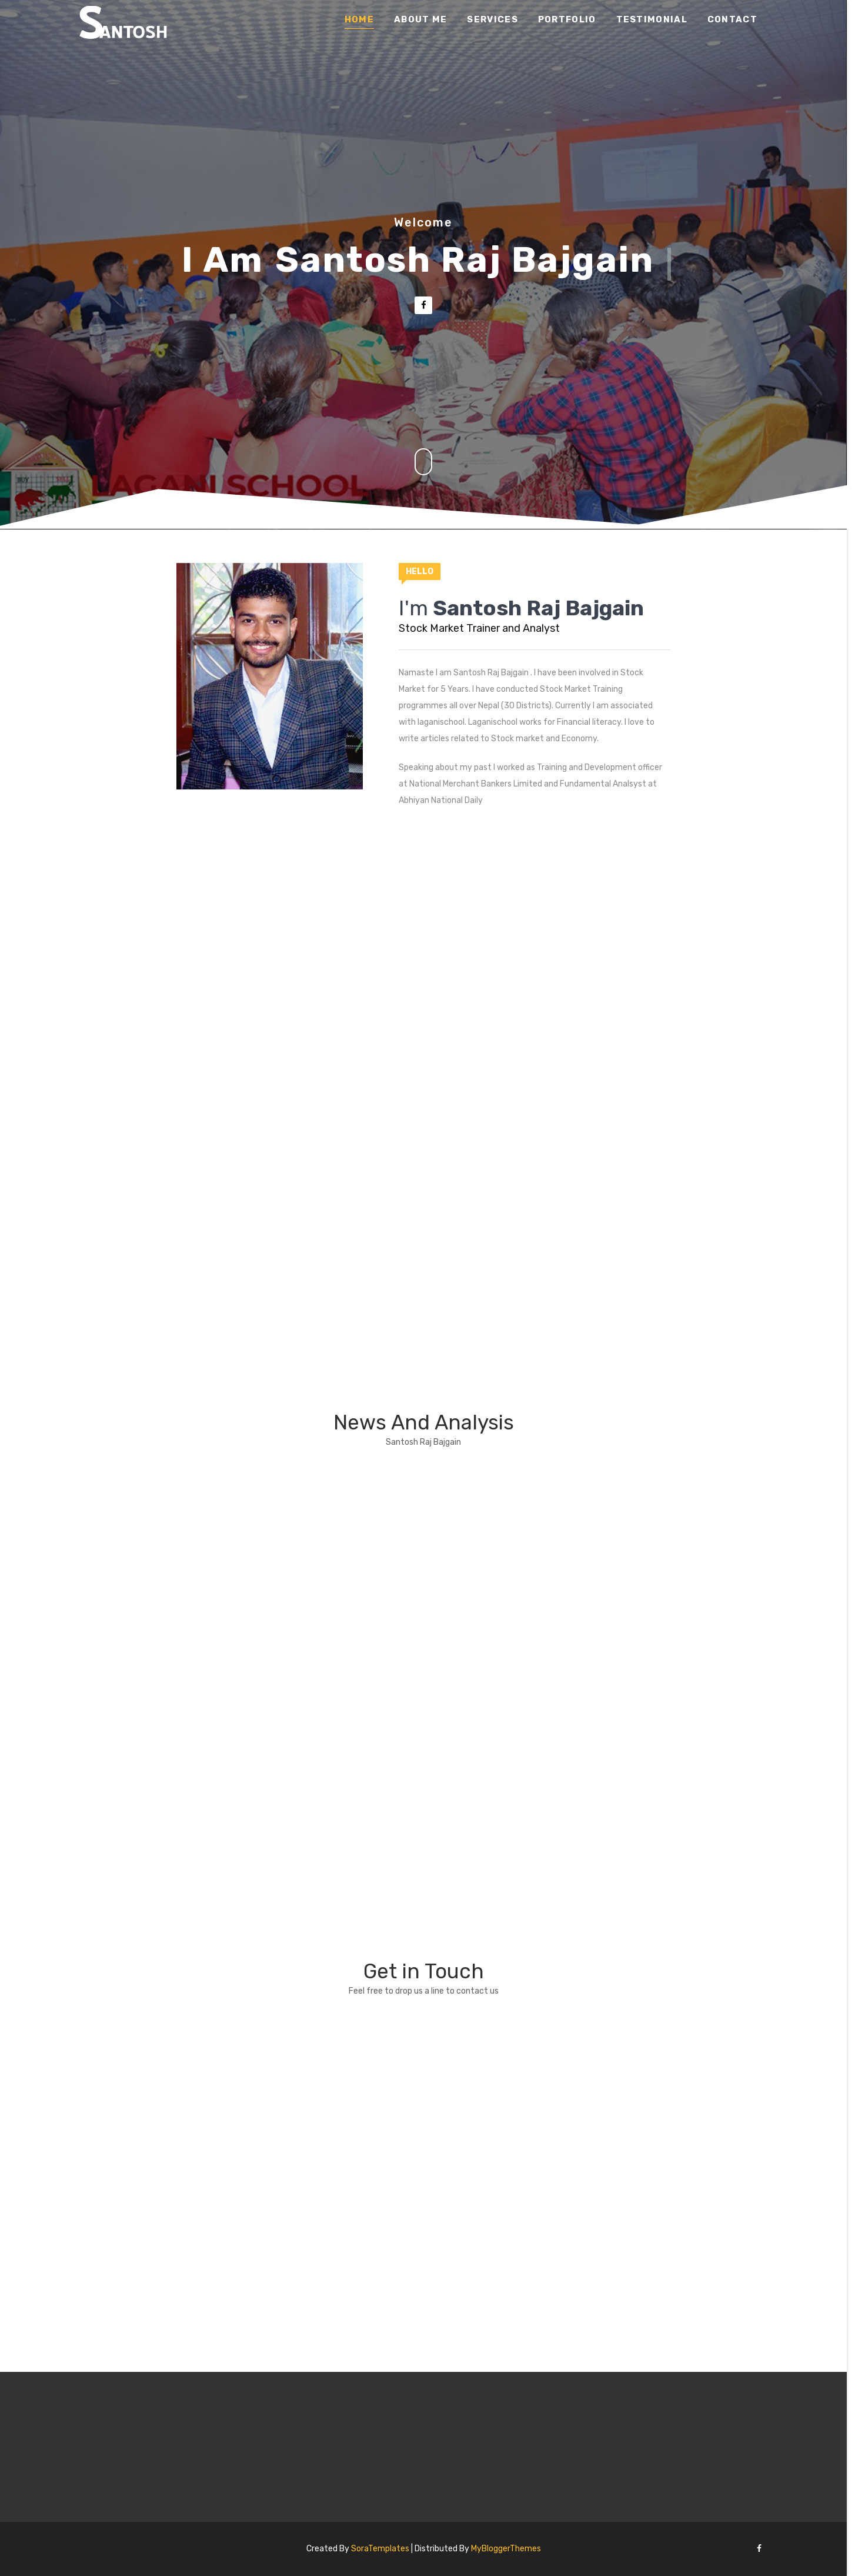 SANTOSH
HOME ABOUT ME SERVICES PORTFOLIO TESTIMONIAL CONTACT
Welcome
I Am Santosh Raj Bajgain |
LAGANI SCHOOL
HELLO
I'm Santosh Raj Bajgain
Stock Market Trainer and Analyst
Namaste I am Santosh Raj Bajgain . I have been involved in Stock
Market for 5 Years. I have conducted Stock Market Training
programmes all over Nepal (30 Districts). Currently I am associated
with laganischool. Laganischool works for Financial literacy. I love to
write articles related to Stock market and Economy.
Speaking about my past I worked as Training and Development officer
at National Merchant Bankers Limited and Fundamental Analsyst at
Abhiyan National Daily
News And Analysis
Santosh Raj Bajgain
Get in Touch
Feel free to drop us a line to contact us
Created By SoraTemplates | Distributed By MyBloggerThemes